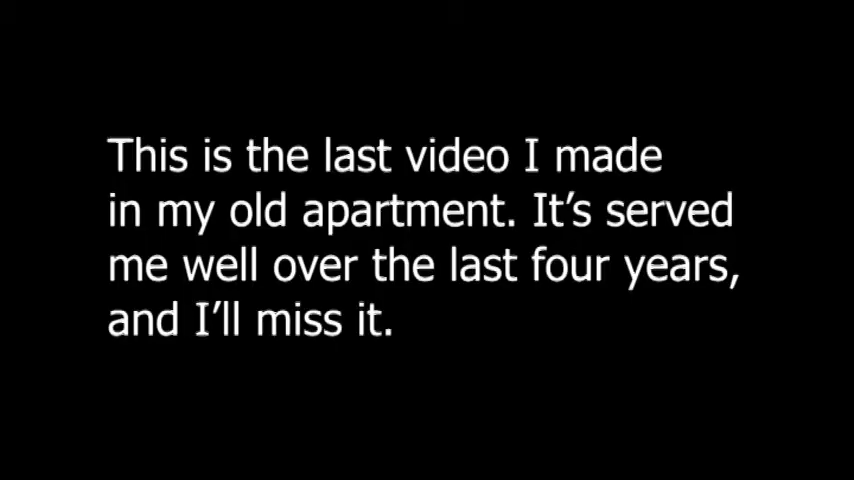 This is the last video I made
in my old apartment. It’s served
me well over the last four years,
and I’ll miss it.